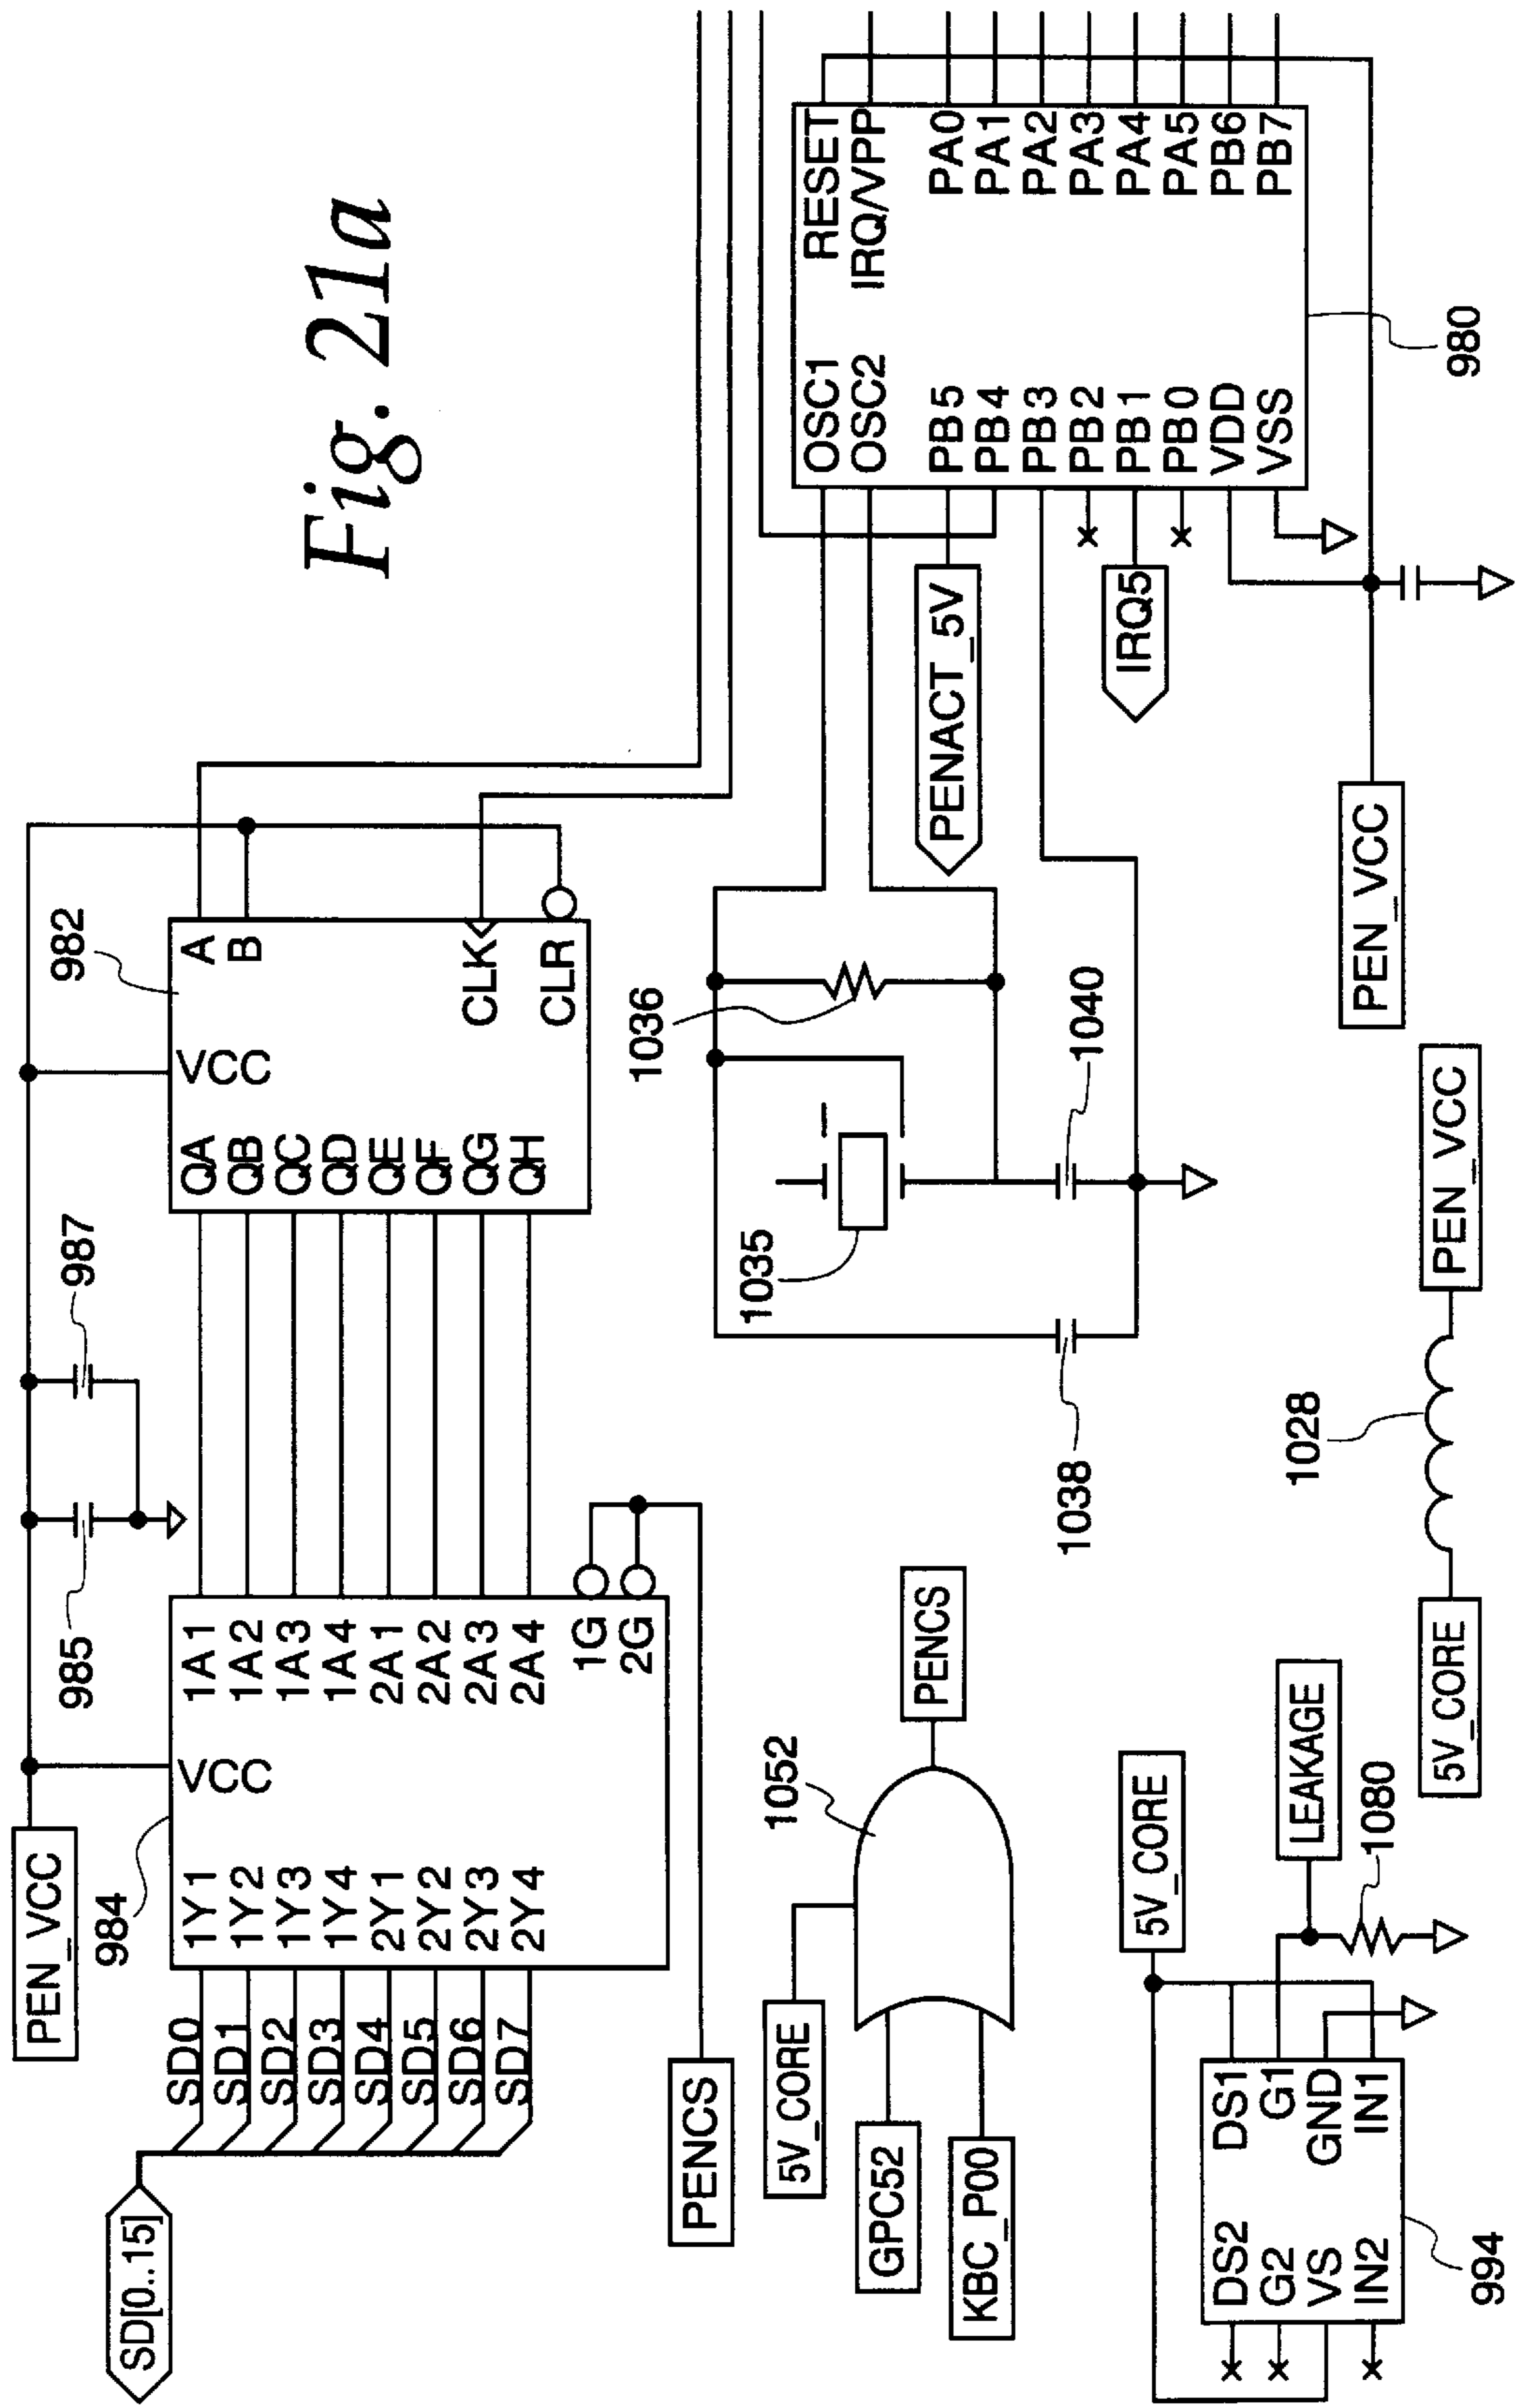 Fig. 21a
PEN_VCC
985
987
982
984
VCC
1Y1
1Y2
1Y3
1Y4
2Y1
2Y2
2Y3
2Y4
1A1
1A2
1A3
1A4
2A1
2A2
2A3
2A4
1G
2G
VCC
QA
QB
QC
QD
QE
QF
QG
QH
A
B
CLK
CLR
SD[0..15]
SD0
SD1
SD2
SD3
SD4
SD5
SD6
SD7
PENCS
5V_CORE
GPC52
KBC_P00
1052
PENCS
1036
1035
1040
1038
PENACT_5V
IRQ5
OSC1
OSC2
PB5
PB4
PB3
PB2
PB1
PB0
VDD
VSS
RESET
IRQ/VPP
PA0
PA1
PA2
PA3
PA4
PA5
PB6
PB7
980
PEN_VCC
5V_CORE
LEAKAGE
1080
DS2
G2
VS
IN2
DS1
G1
GND
IN1
994
5V_CORE
1028
PEN_VCC